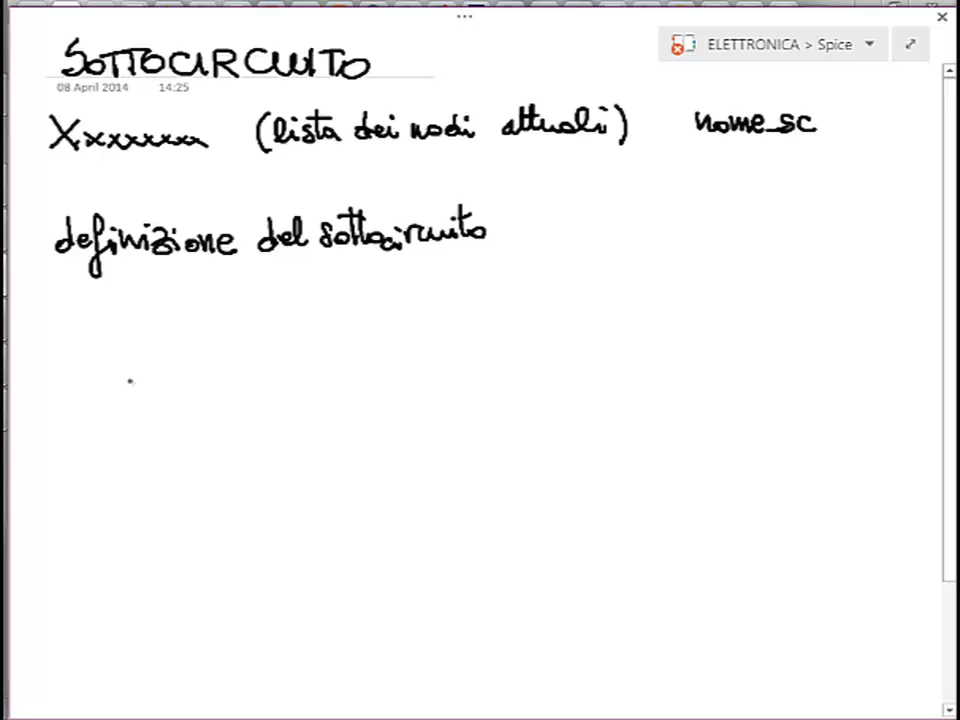 ELETTRONICA > Spice
SOTTOCIRCUITO
08 April 2014 14:25
Xxxxxxxx (lista dei nodi attuali) nome_sc
definizione del sottocircuito